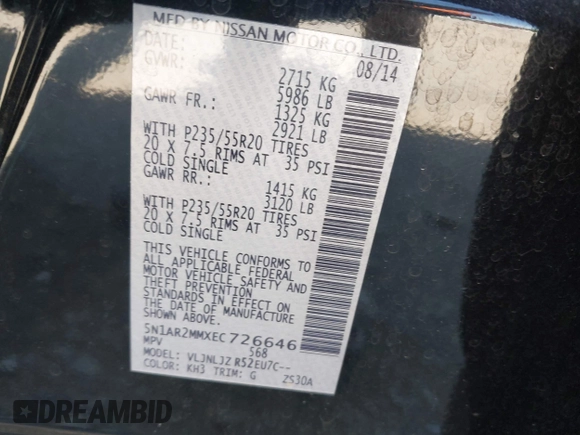 MFD BY NISSAN MOTOR CO., LTD.
DATE: 08/14
GVWR: 2715 KG
5986 LB
GAWR FR.: 1325 KG
2921 LB
WITH P235/55R20 TIRES
20 X 7.5 RIMS AT 35 PSI
COLD SINGLE
GAWR RR.: 1415 KG
3120 LB
WITH P235/55R20 TIRES
20 X 7.5 RIMS AT 35 PSI
COLD SINGLE
THIS VEHICLE CONFORMS TO
ALL APPLICABLE FEDERAL
MOTOR VEHICLE SAFETY AND
THEFT PREVENTION
STANDARDS IN EFFECT ON
THE DATE OF MANUFACTURE
SHOWN ABOVE.
5N1AR2MMXEC726646
MPV 568
MODEL: VLJNLJZ R52EU7C--
COLOR: KH3 TRIM: G 2S30A
DREAMBID